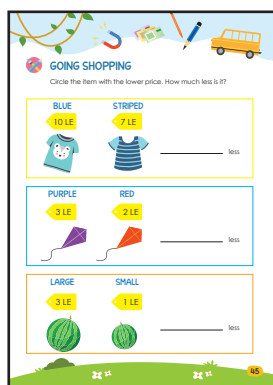 GOING SHOPPING
Circle the item with the lower price. How much less is it?
BLUE STRIPED
10 LE 7 LE
less
PURPLE RED
3 LE 2 LE
less
LARGE SMALL
3 LE 1 LE
less
45